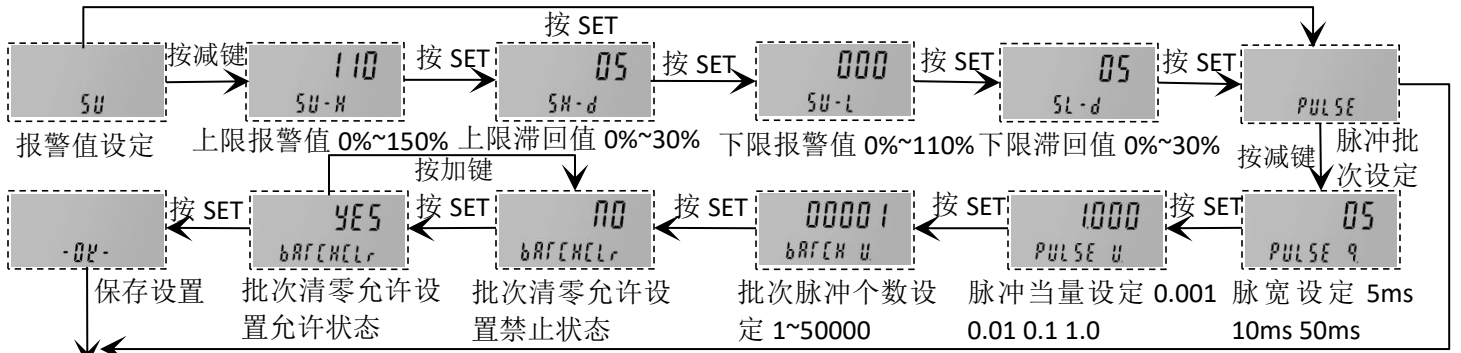 按 SET
按减键 按 SET 按 SET 按 SET 按 SET
110 05 000 05
SU SU-H SH-d SU-L SL-d PULSE
报警值设定 上限报警值 0%~150% 上限滞回值 0%~30% 下限报警值 0%~110% 下限滞回值 0%~30% 按减键 脉冲批
次设定
按加键
按 SET 按 SET 按 SET 按 SET 按 SET
YES NO 00001 1.000 05
-OK- bATCHCLr bATCHCLr bATCH U. PULSE U. PULSE q.
保存设置 批次清零允许设 批次清零允许设 批次脉冲个数设 脉冲当量设定 0.001 脉宽设定 5ms
置允许状态 置禁止状态 定 1~50000 0.01 0.1 1.0 10ms 50ms